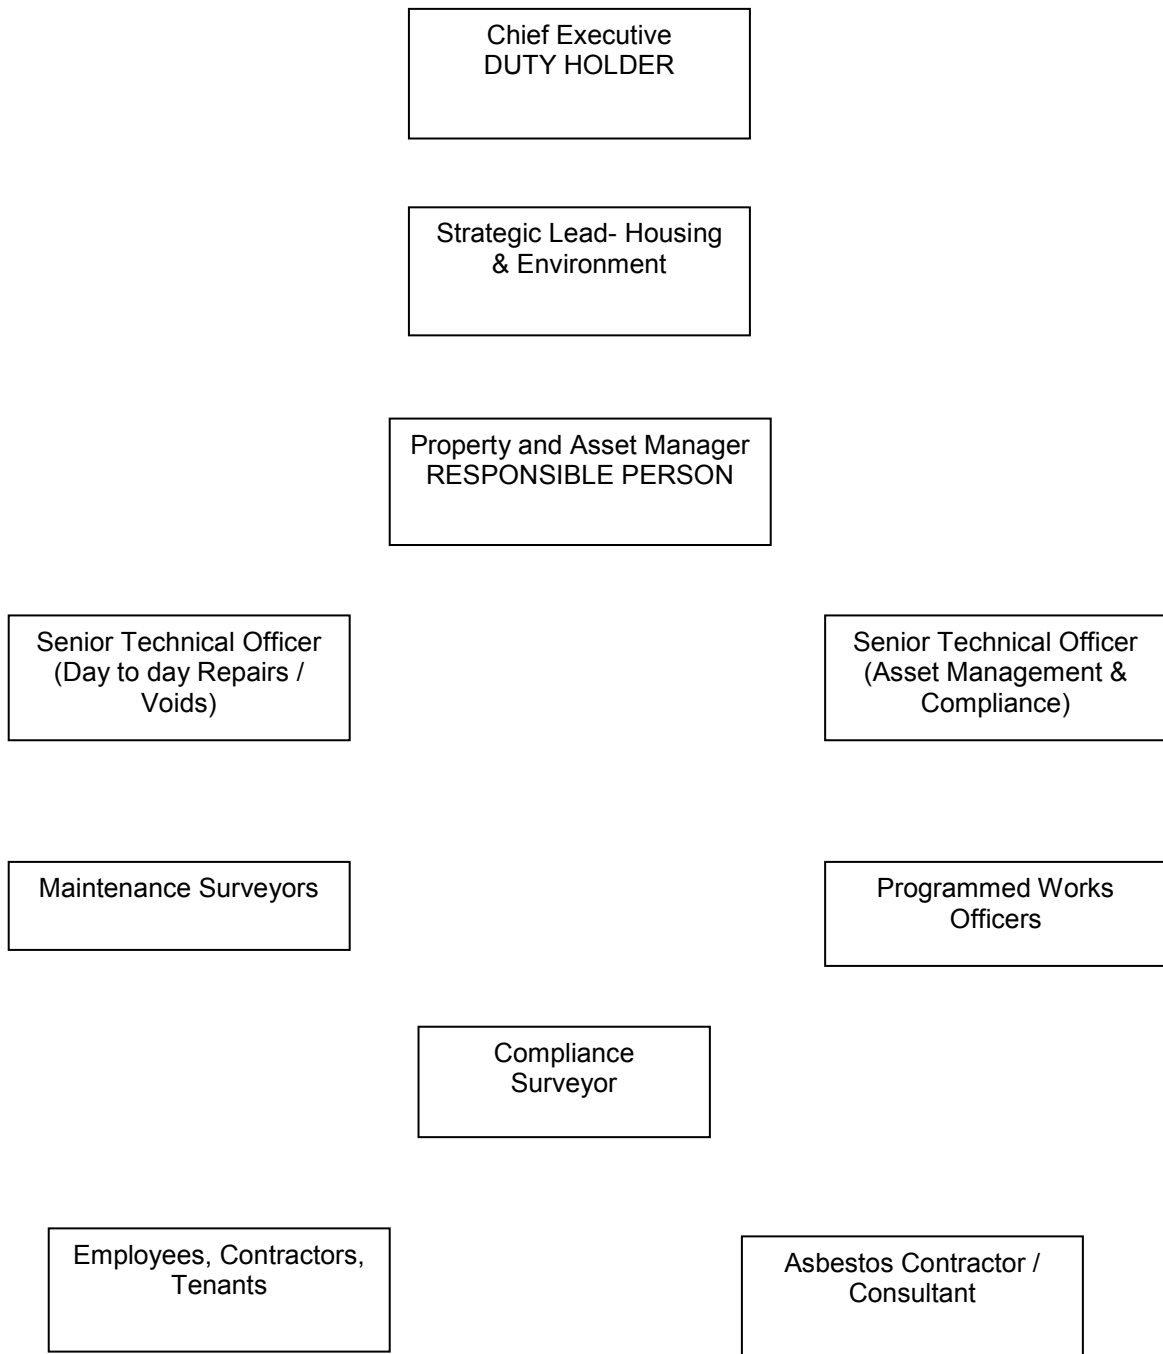 Chief Executive
DUTY HOLDER
Strategic Lead- Housing
& Environment
Property and Asset Manager
RESPONSIBLE PERSON
Senior Technical Officer
(Day to day Repairs /
Voids)
Senior Technical Officer
(Asset Management &
Compliance)
Maintenance Surveyors
Programmed Works
Officers
Compliance
Surveyor
Employees, Contractors,
Tenants
Asbestos Contractor /
Consultant